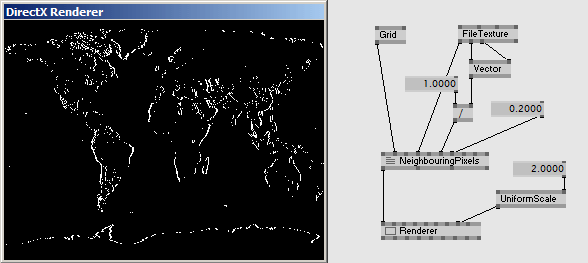 DirectX Renderer
Grid
FileTexture
Vector
1.0000
/
0.2000
NeighbouringPixels
2.0000
UniformScale
Renderer